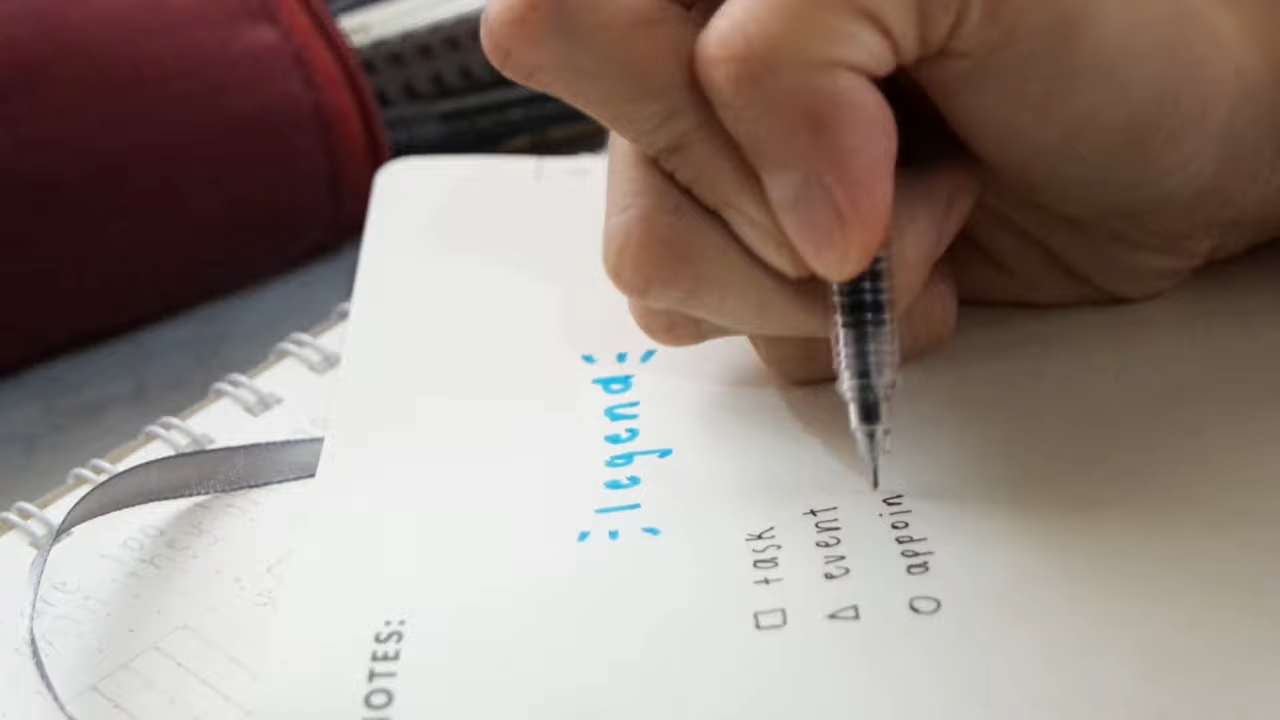 NOTES:
legend
□ task
△ event
○ appoin